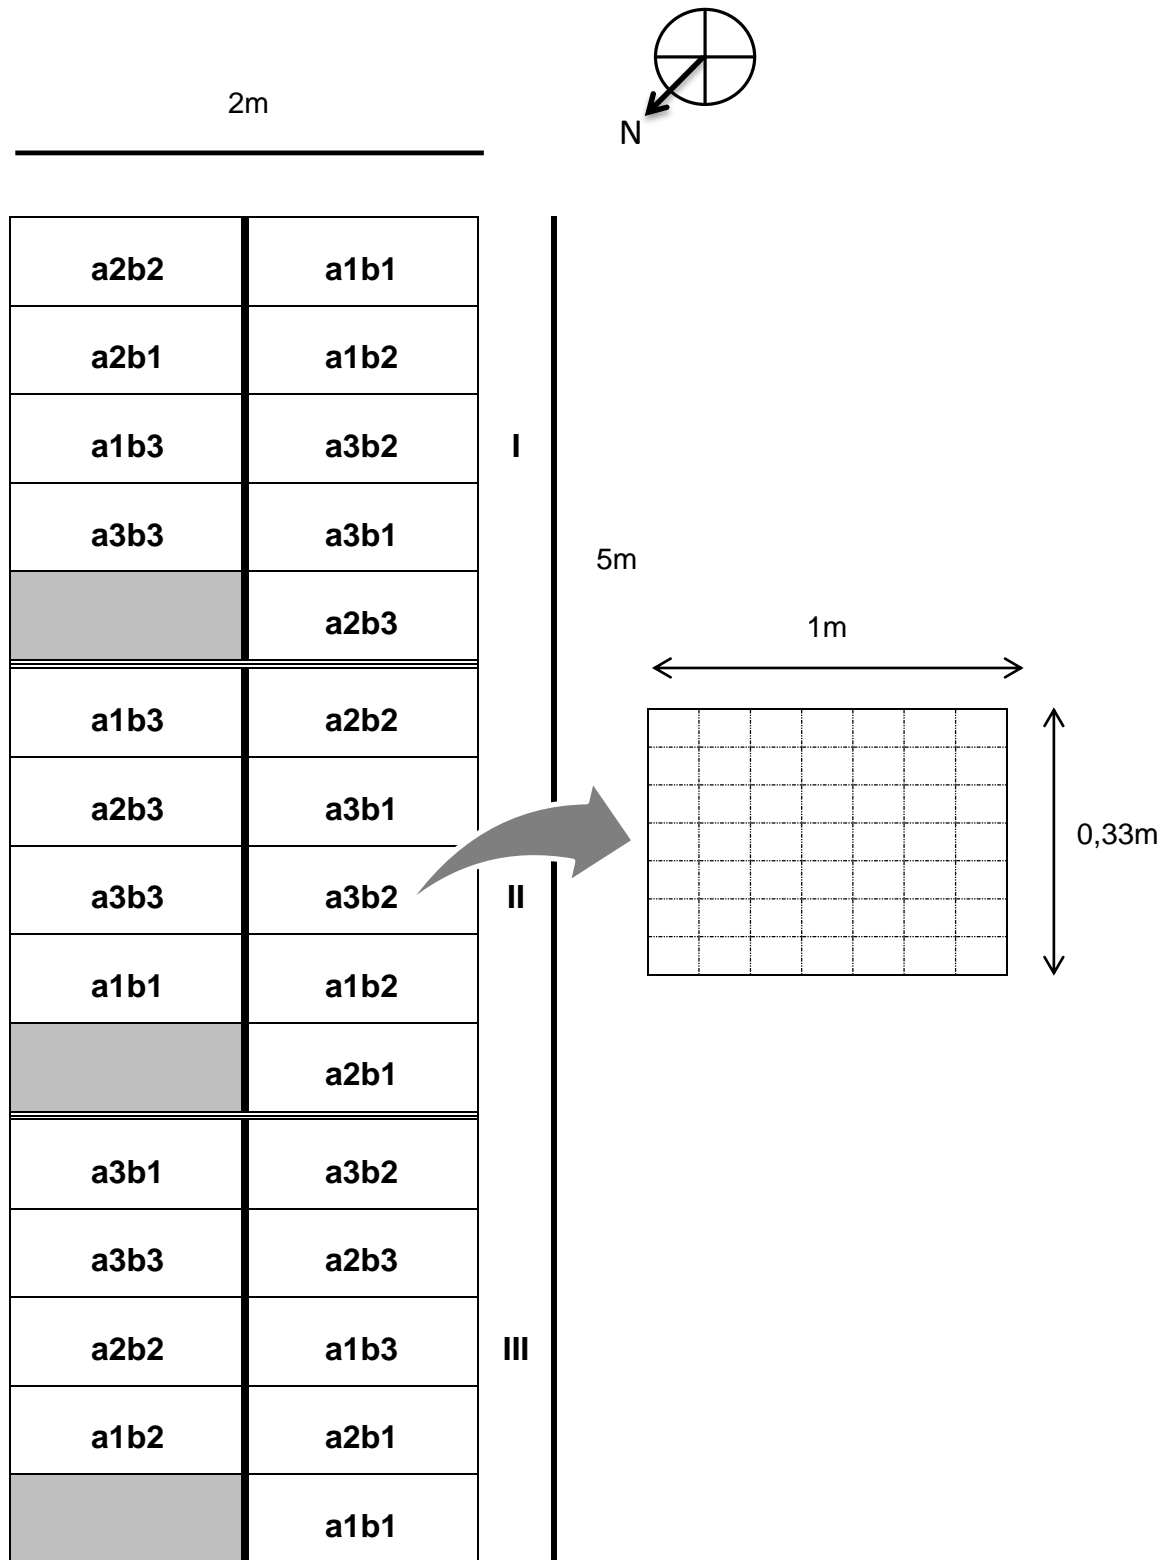 2m
N
a2b2 a1b1
a2b1 a1b2
a1b3 a3b2 I
a3b3 a3b1
5m
a2b3
1m
a1b3 a2b2
a2b3 a3b1
0,33m
a3b3 a3b2 II
a1b1 a1b2
a2b1
a3b1 a3b2
a3b3 a2b3
a2b2 a1b3 III
a1b2 a2b1
a1b1